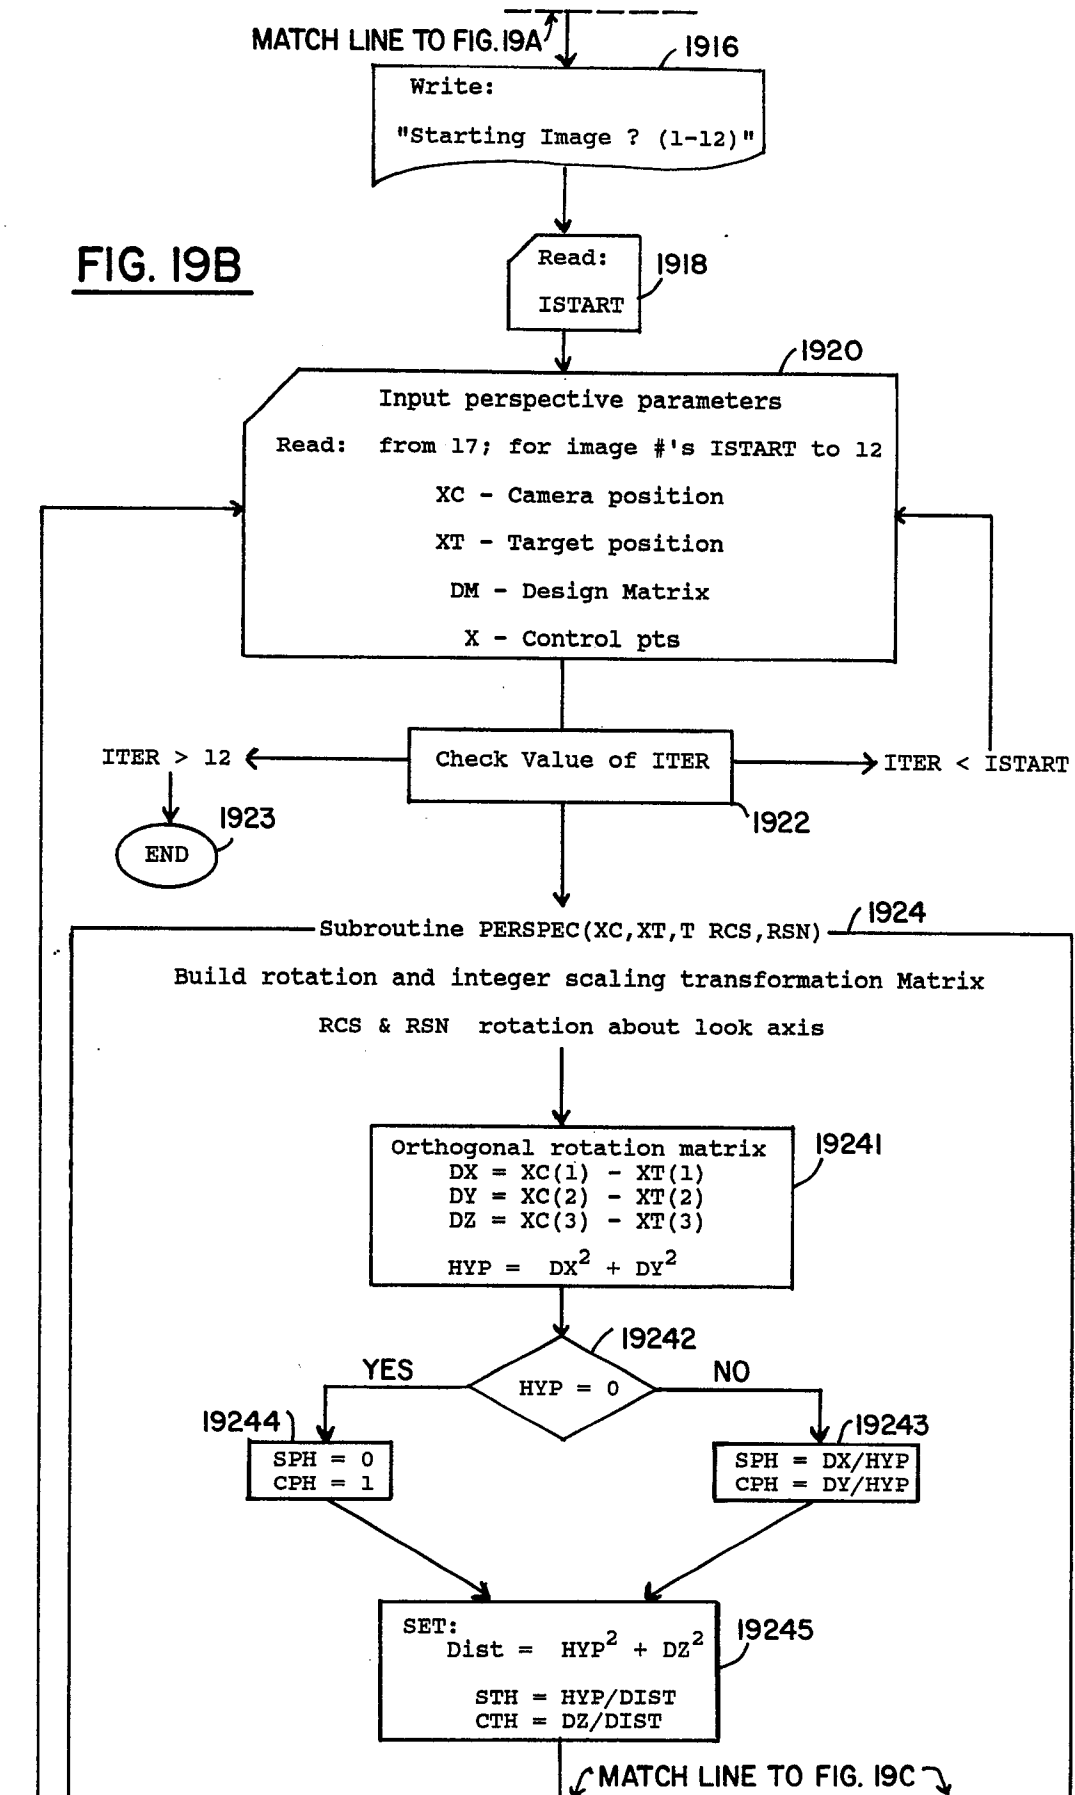 MATCH LINE TO FIG. 19A
1916
Write:
"Starting Image ? (1-12)"
FIG. 19B
Read:
ISTART
1918
1920
Input perspective parameters
Read: from 17; for image #'s ISTART to 12
XC - Camera position
XT - Target position
DM - Design Matrix
X - Control pts
ITER > 12
Check Value of ITER
ITER < ISTART
1922
1923
END
1924
Subroutine PERSPEC(XC,XT,T RCS,RSN)
Build rotation and integer scaling transformation Matrix
RCS & RSN rotation about look axis
19241
Orthogonal rotation matrix
DX = XC(1) - XT(1)
DY = XC(2) - XT(2)
DZ = XC(3) - XT(3)
HYP = DX² + DY²
19242
YES
HYP = 0
NO
19244
SPH = 0
CPH = 1
19243
SPH = DX/HYP
CPH = DY/HYP
19245
SET:
Dist = HYP² + DZ²
STH = HYP/DIST
CTH = DZ/DIST
MATCH LINE TO FIG. 19C